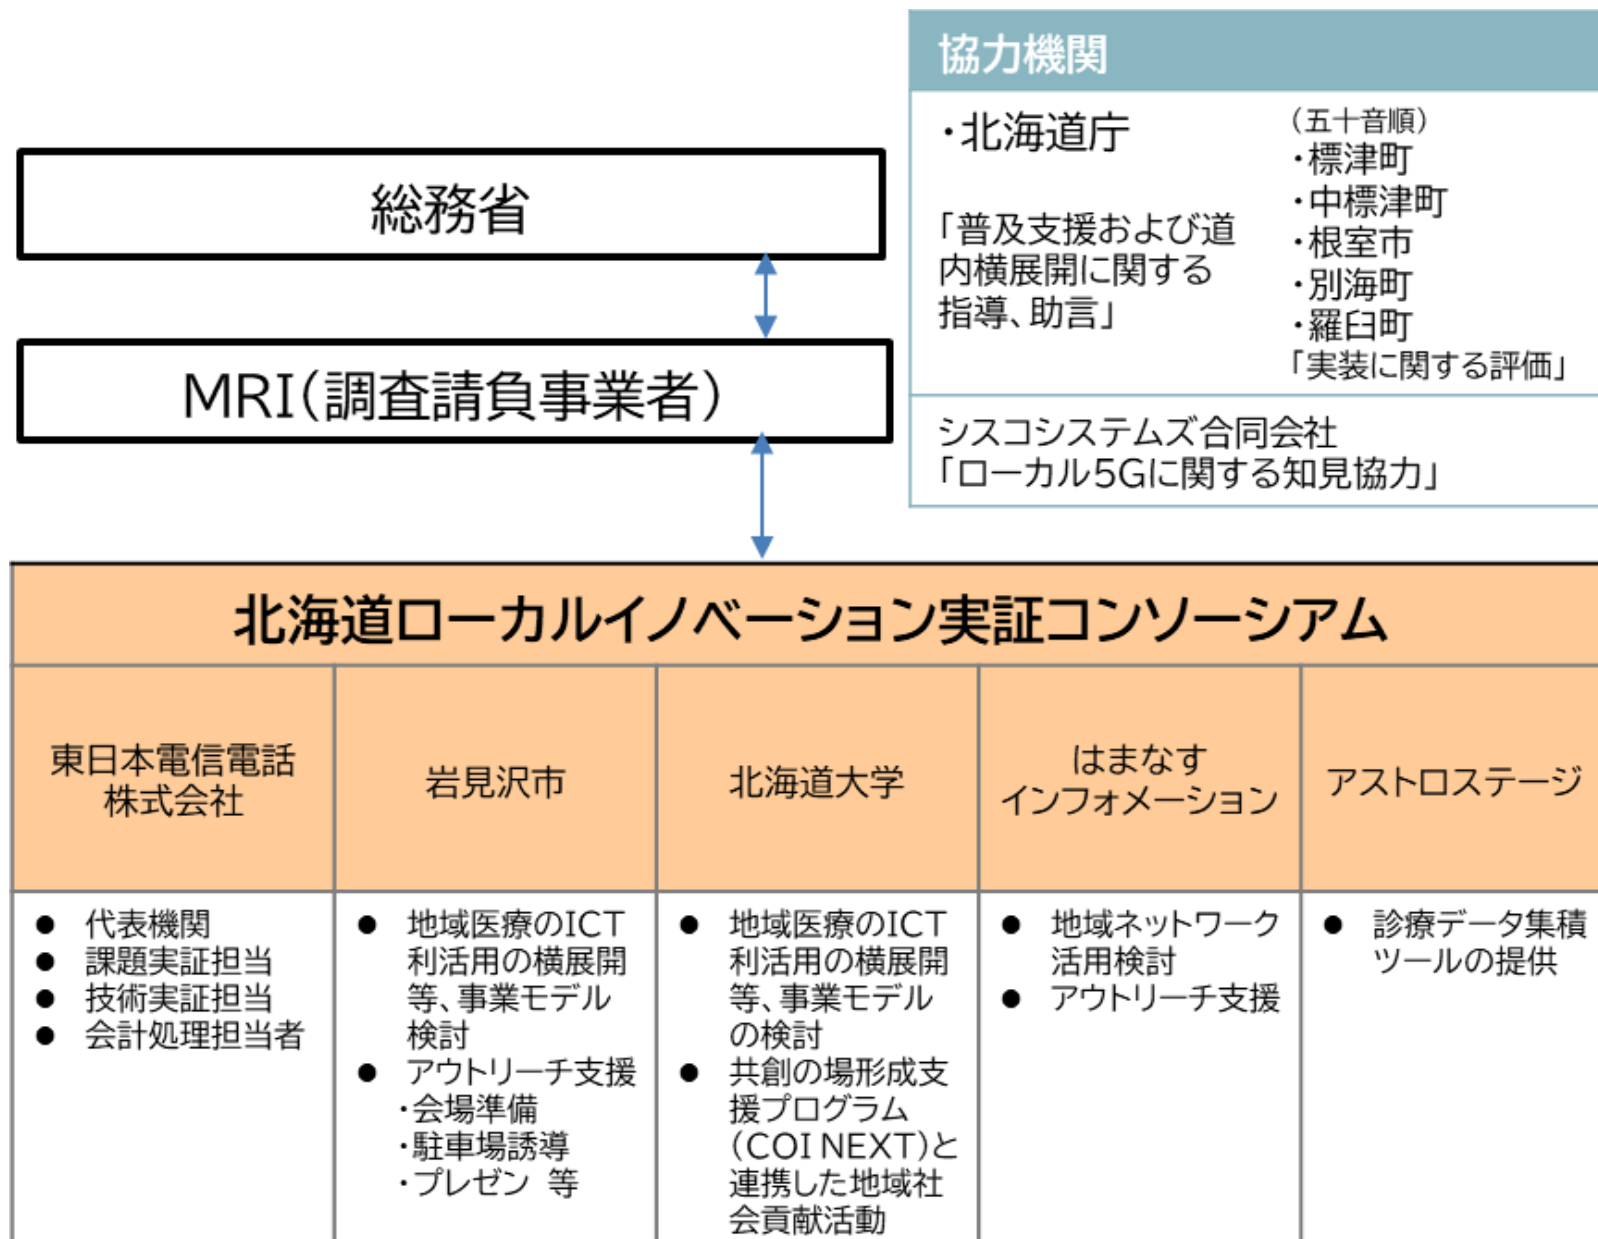 協力機関
・北海道庁
「普及支援および道
内横展開に関する
指導、助言」
（五十音順）
・標津町
・中標津町
・根室市
・別海町
・羅臼町
「実装に関する評価」
シスコシステムズ合同会社
「ローカル5Gに関する知見協力」
総務省
MRI（調査請負事業者）
北海道ローカルイノベーション実証コンソーシアム
東日本電信電話
株式会社
● 代表機関
● 課題実証担当
● 技術実証担当
● 会計処理担当者
岩見沢市
● 地域医療のICT
利活用の横展開
等、事業モデル
検討
● アウトリーチ支援
・会場準備
・駐車場誘導
・プレゼン 等
北海道大学
● 地域医療のICT
利活用の横展開
等、事業モデル
の検討
● 共創の場形成支
援プログラム
（COI NEXT）と
連携した地域社
会貢献活動
はまなす
インフォメーション
● 地域ネットワーク
活用検討
● アウトリーチ支援
アストロステージ
● 診療データ集積
ツールの提供